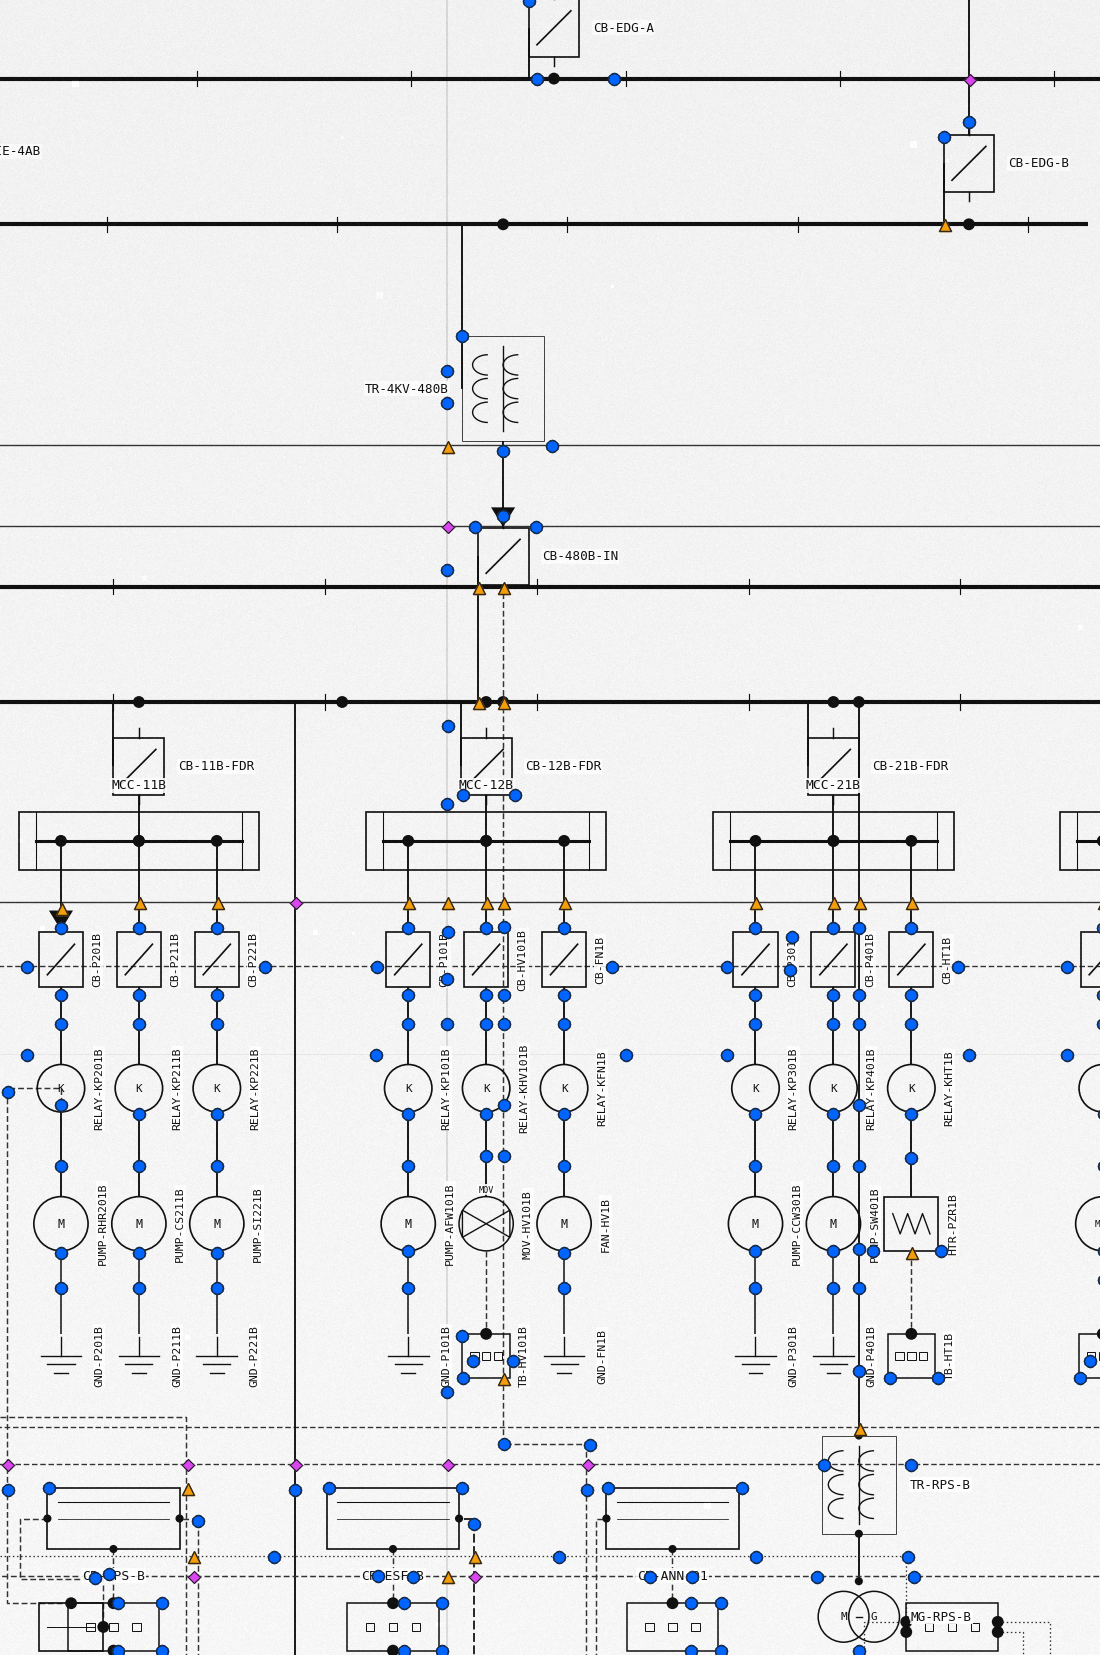 CB-EDG-A
CB-EDG-B
TR-4KV-480B
CB-480B-IN
CB-11B-FDR
CB-12B-FDR
CB-21B-FDR
MCC-11B
MCC-12B
MCC-21B
CB-P201B
CB-P211B
CB-P221B
CB-P101B
CB-HV101B
CB-FN1B
CB-P401B
CB-HT1B
K
K
K
K
K
K
K
K
K
RELAY-KP201B
RELAY-KP211B
RELAY-KP221B
RELAY-KP101B
RELAY-KHV101B
RELAY-KFN1B
RELAY-KP301B
RELAY-KP401B
RELAY-KHT1B
MOV
M
M
M
M
M
M
M
M
PUMP-RHR201B
PUMP-CS211B
PUMP-SI221B
PUMP-AFW101B
MOV-HV101B
FAN-HV1B
PUMP-CCW301B
HTR-PZR1B
GND-P201B
GND-P211B
GND-P221B
GND-P101B
TB-HV101B
GND-FN1B
GND-P301B
GND-P401B
TB-HT1B
TR-RPS-B
M
G
MG-RPS-B